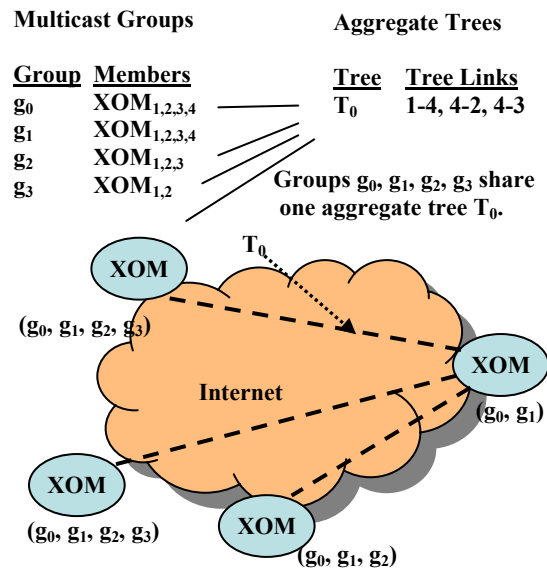 Multicast Groups
Aggregate Trees
Group Members
Tree Tree Links
g₀ XOM₁,₂,₃,₄
T₀ 1-4, 4-2, 4-3
g₁ XOM₁,₂,₃,₄
g₂ XOM₁,₂,₃
g₃ XOM₁,₂
Groups g₀, g₁, g₂, g₃ share
one aggregate tree T₀.
T₀
XOM
(g₀, g₁, g₂, g₃)
XOM
(g₀, g₁)
Internet
XOM
(g₀, g₁, g₂, g₃)
XOM
(g₀, g₁, g₂)